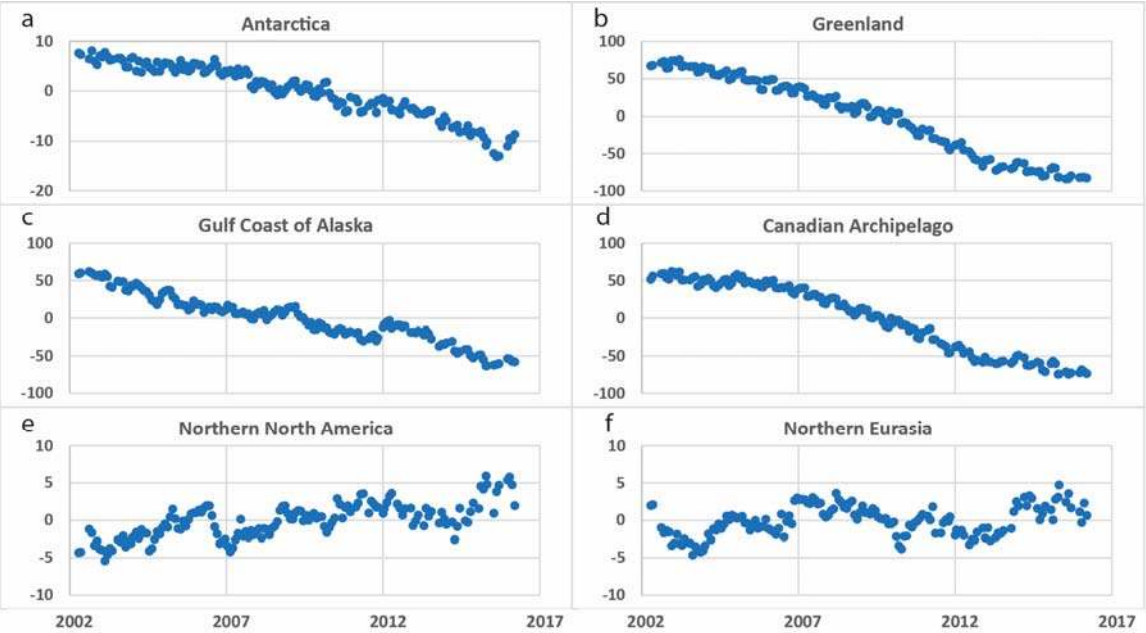 a
Antarctica
10
0
-10
-20
b
Greenland
100
50
0
-50
-100
c
Gulf Coast of Alaska
100
50
0
-50
-100
d
Canadian Archipelago
100
50
0
-50
-100
e
Northern North America
10
5
0
-5
-10
2002 2007 2012 2017
f
Northern Eurasia
10
5
0
-5
-10
2002 2007 2012 2017